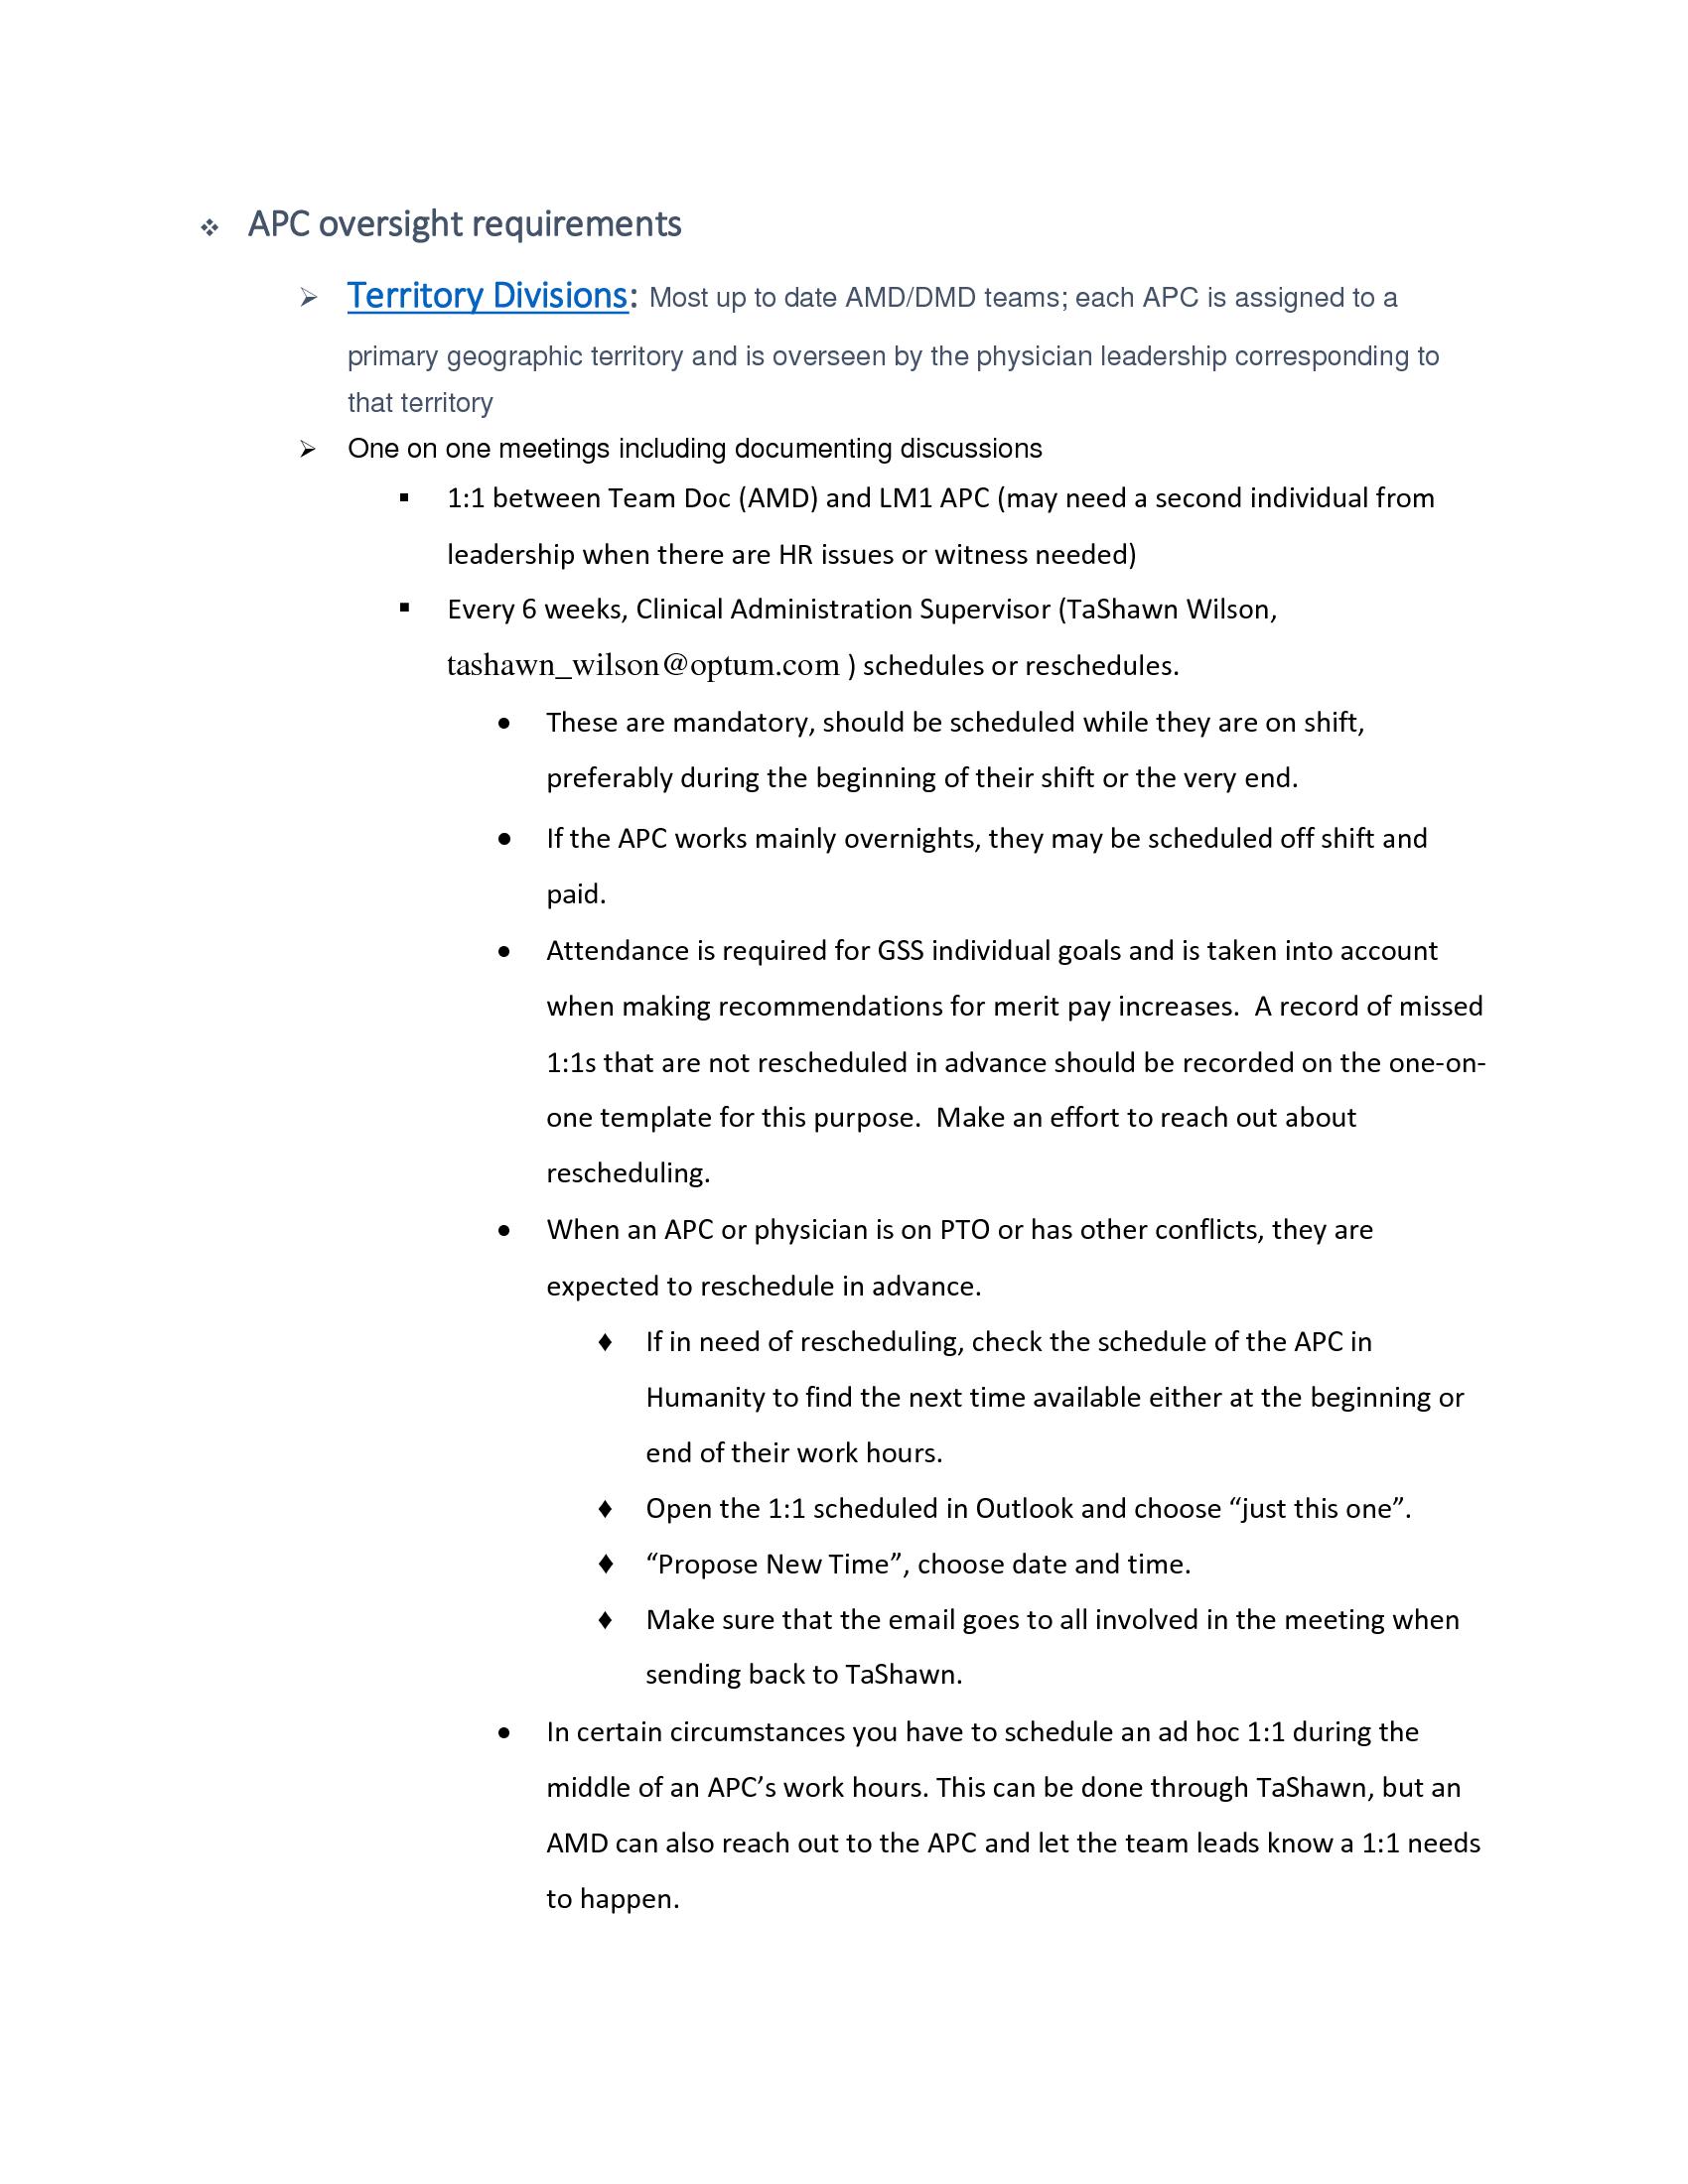 ❖ APC oversight requirements
➢ Territory Divisions: Most up to date AMD/DMD teams; each APC is assigned to a
primary geographic territory and is overseen by the physician leadership corresponding to
that territory
➢ One on one meetings including documenting discussions
▪ 1:1 between Team Doc (AMD) and LM1 APC (may need a second individual from
leadership when there are HR issues or witness needed)
▪ Every 6 weeks, Clinical Administration Supervisor (TaShawn Wilson,
tashawn_wilson@optum.com ) schedules or reschedules.
● These are mandatory, should be scheduled while they are on shift,
preferably during the beginning of their shift or the very end.
● If the APC works mainly overnights, they may be scheduled off shift and
paid.
● Attendance is required for GSS individual goals and is taken into account
when making recommendations for merit pay increases.  A record of missed
1:1s that are not rescheduled in advance should be recorded on the one-on-
one template for this purpose.  Make an effort to reach out about
rescheduling.
● When an APC or physician is on PTO or has other conflicts, they are
expected to reschedule in advance.
♦ If in need of rescheduling, check the schedule of the APC in
Humanity to find the next time available either at the beginning or
end of their work hours.
♦ Open the 1:1 scheduled in Outlook and choose “just this one”.
♦ “Propose New Time”, choose date and time.
♦ Make sure that the email goes to all involved in the meeting when
sending back to TaShawn.
● In certain circumstances you have to schedule an ad hoc 1:1 during the
middle of an APC’s work hours. This can be done through TaShawn, but an
AMD can also reach out to the APC and let the team leads know a 1:1 needs
to happen.